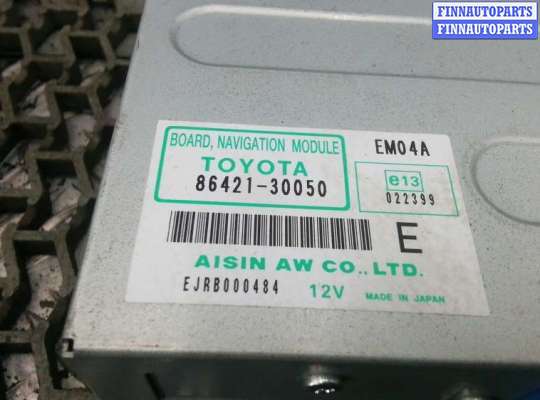 FINNAUTOPARTS
FINNAUTOPARTS
BOARD, NAVIGATION MODULE
TOYOTA
86421-30050
EM04A
e13
022399
E
AISIN AW CO., LTD.
EJRB000484 12V MADE IN JAPAN